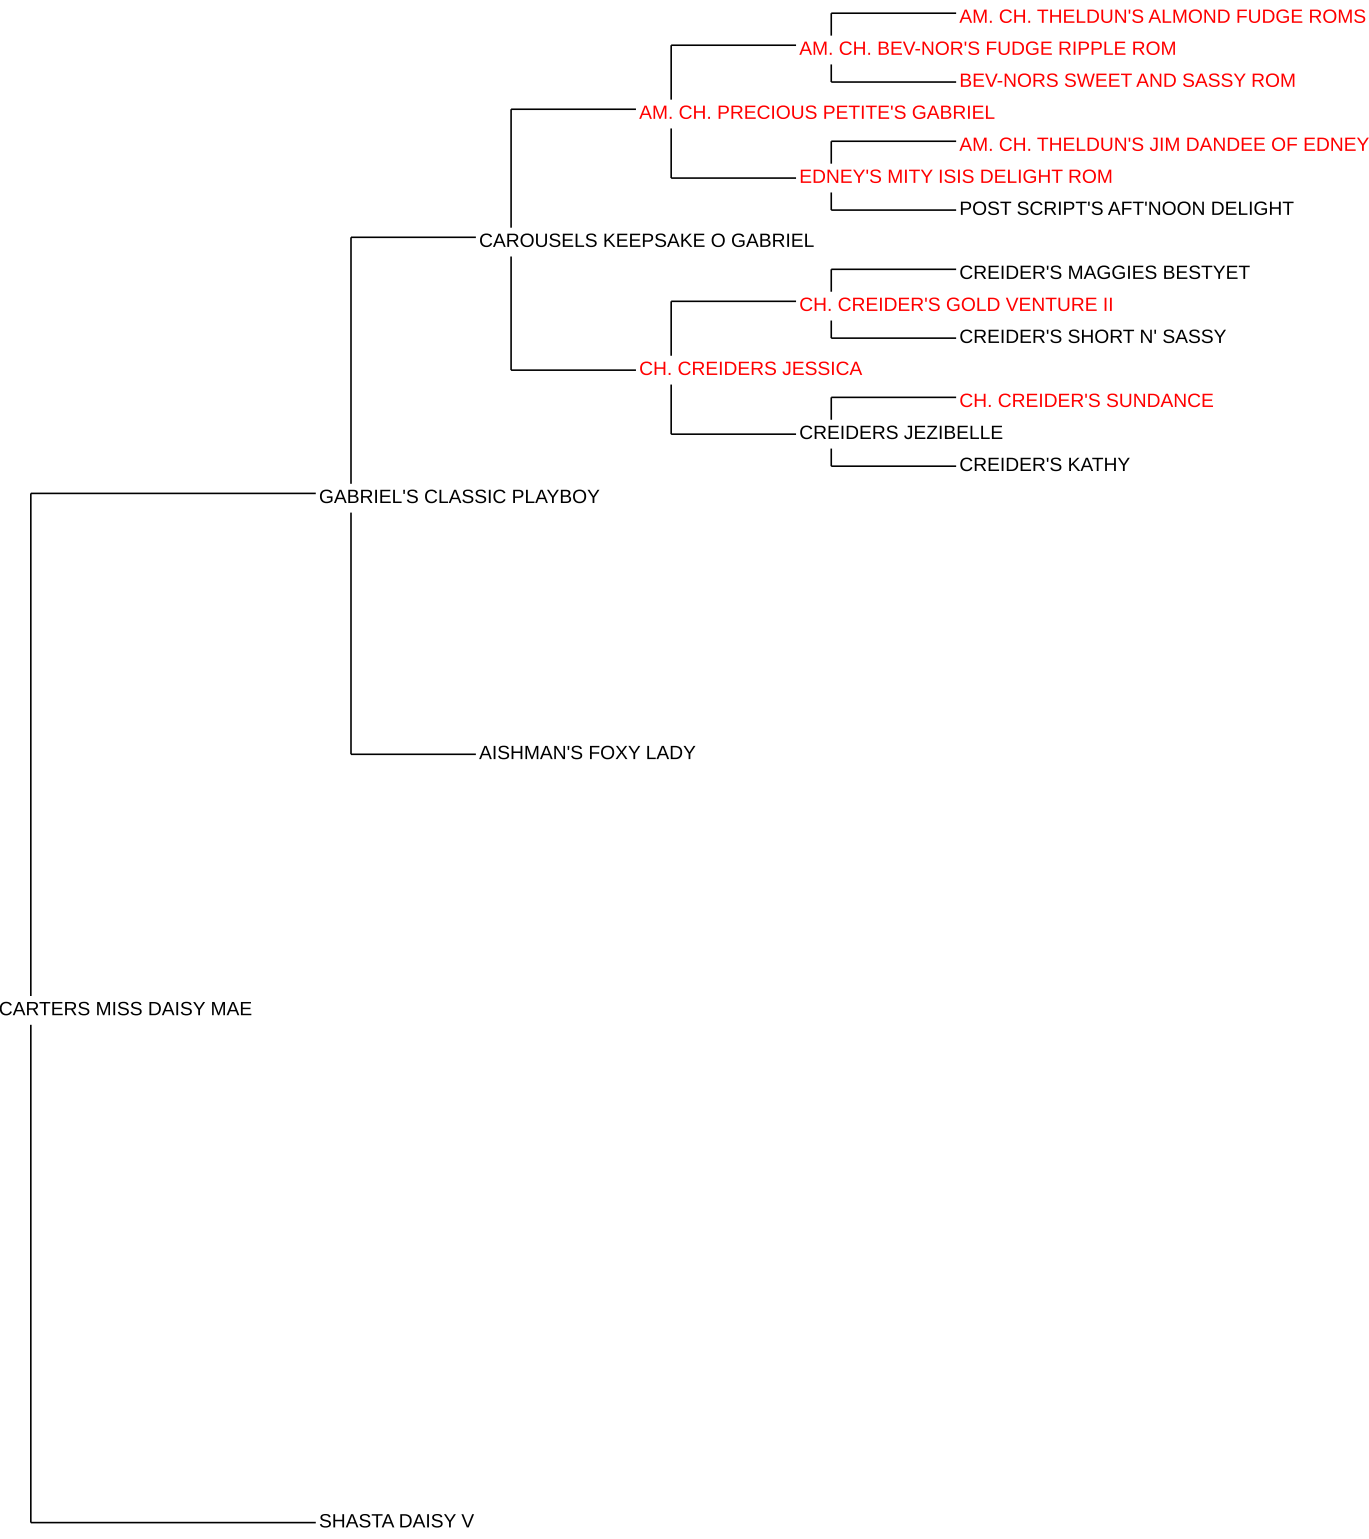 AM. CH. THELDUN'S ALMOND FUDGE ROMS
AM. CH. BEV-NOR'S FUDGE RIPPLE ROM
BEV-NORS SWEET AND SASSY ROM
AM. CH. PRECIOUS PETITE'S GABRIEL
AM. CH. THELDUN'S JIM DANDEE OF EDNEY
EDNEY'S MITY ISIS DELIGHT ROM
POST SCRIPT'S AFT'NOON DELIGHT
CAROUSELS KEEPSAKE O GABRIEL
CREIDER'S MAGGIES BESTYET
CH. CREIDER'S GOLD VENTURE II
CREIDER'S SHORT N' SASSY
CH. CREIDERS JESSICA
CH. CREIDER'S SUNDANCE
CREIDERS JEZIBELLE
CREIDER'S KATHY
GABRIEL'S CLASSIC PLAYBOY
AISHMAN'S FOXY LADY
CARTERS MISS DAISY MAE
SHASTA DAISY V